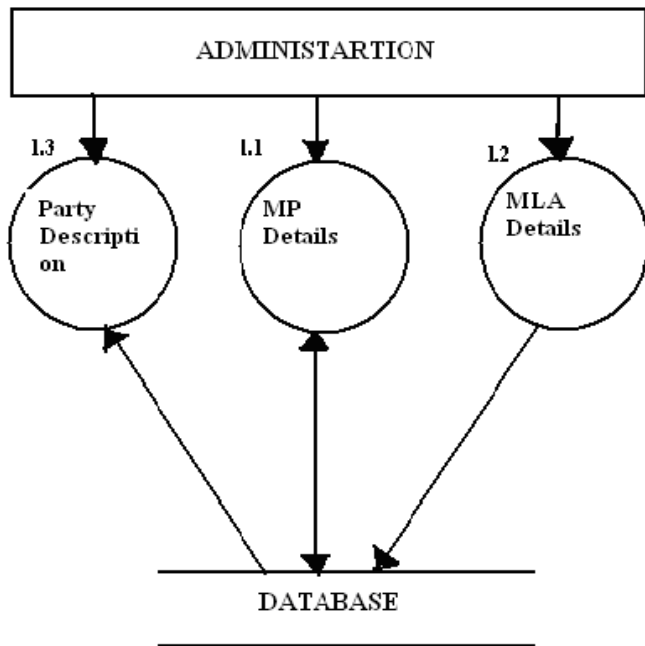 ADMINISTARTION
1.3
Party
Descripti
on
1.1
MP
Details
1.2
MLA
Details
DATABASE